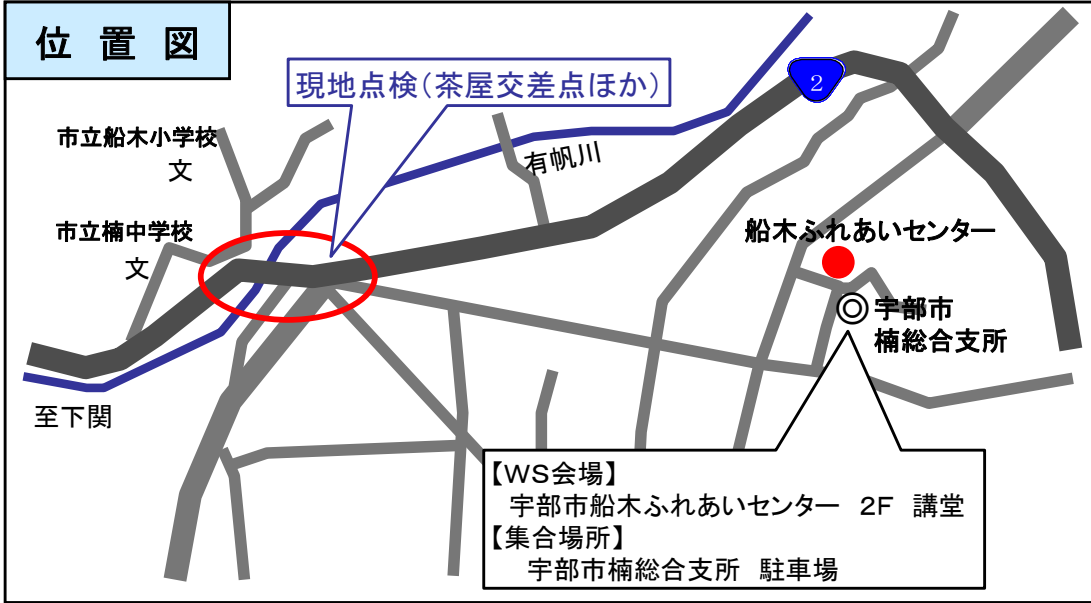 位 置 図
2
現地点検(茶屋交差点ほか)
市立船木小学校
文
有帆川
市立楠中学校
文
船木ふれあいセンター
宇部市
楠総合支所
至下関
【WS会場】
宇部市船木ふれあいセンター 2F 講堂
【集合場所】
宇部市楠総合支所 駐車場